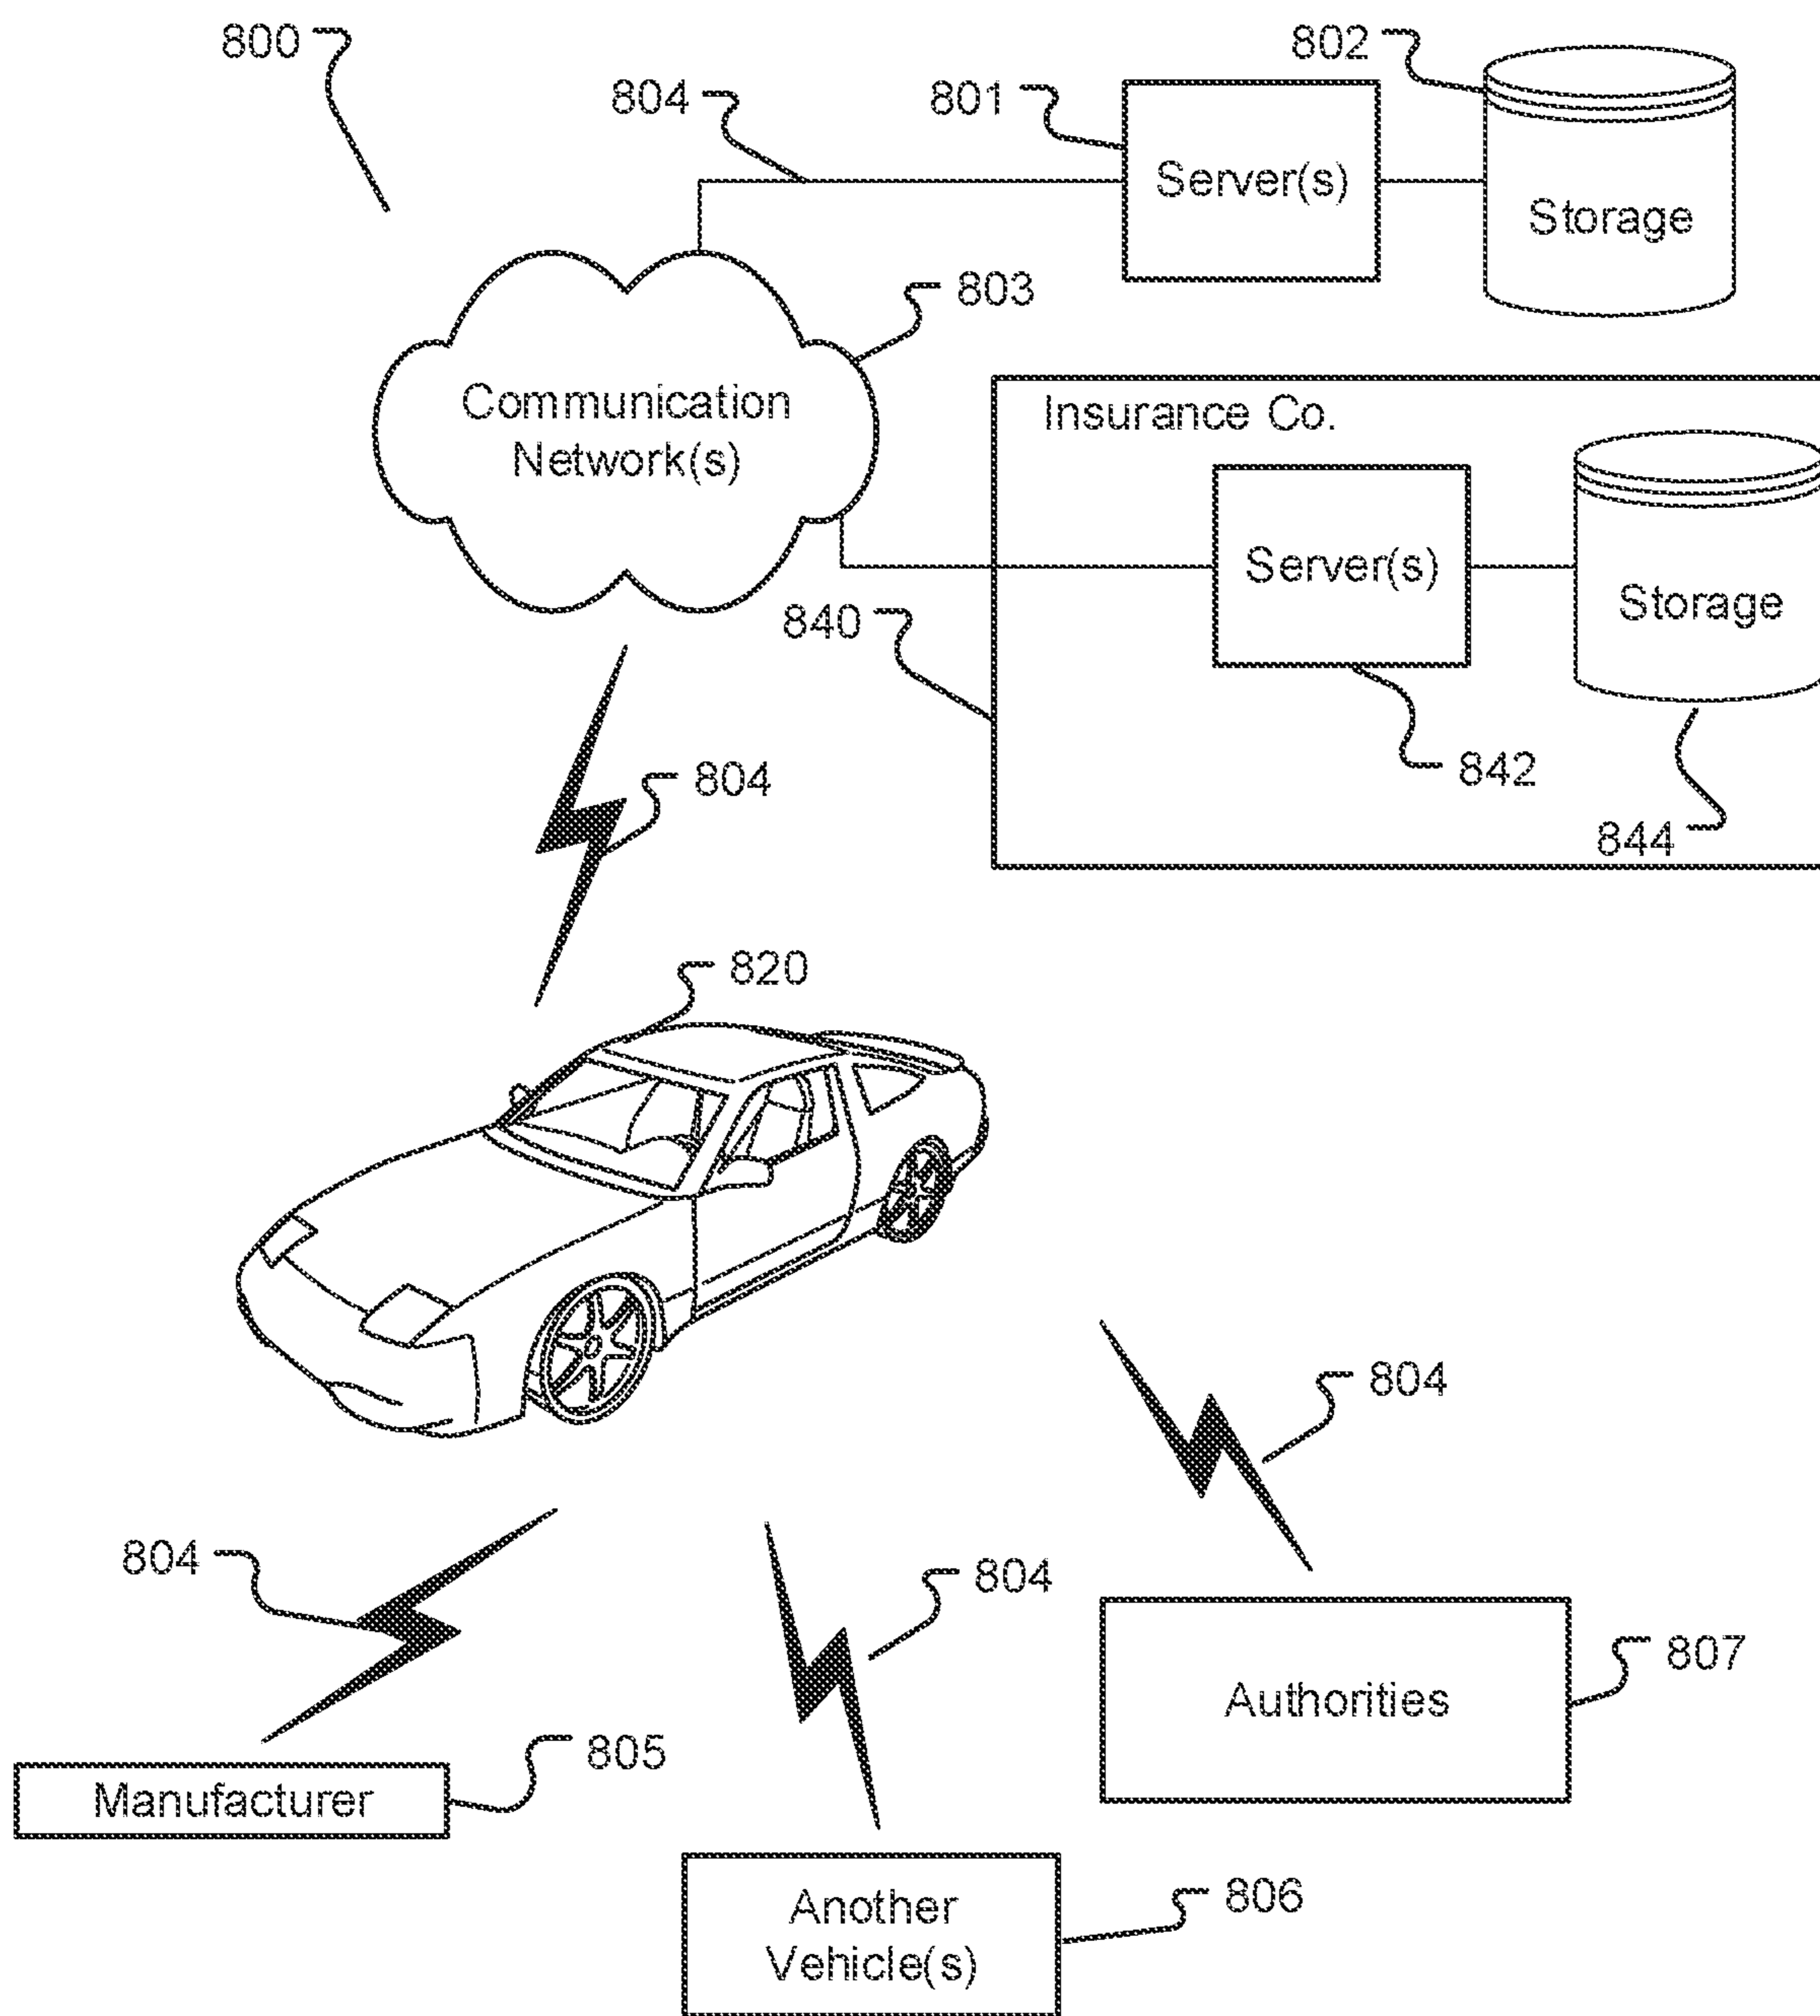 800
802
804
801
Server(s)
Storage
803
Communication
Network(s)
Insurance Co.
Server(s)
Storage
840
842
844
804
820
804
804
804
807
Authorities
805
Manufacturer
806
Another
Vehicle(s)